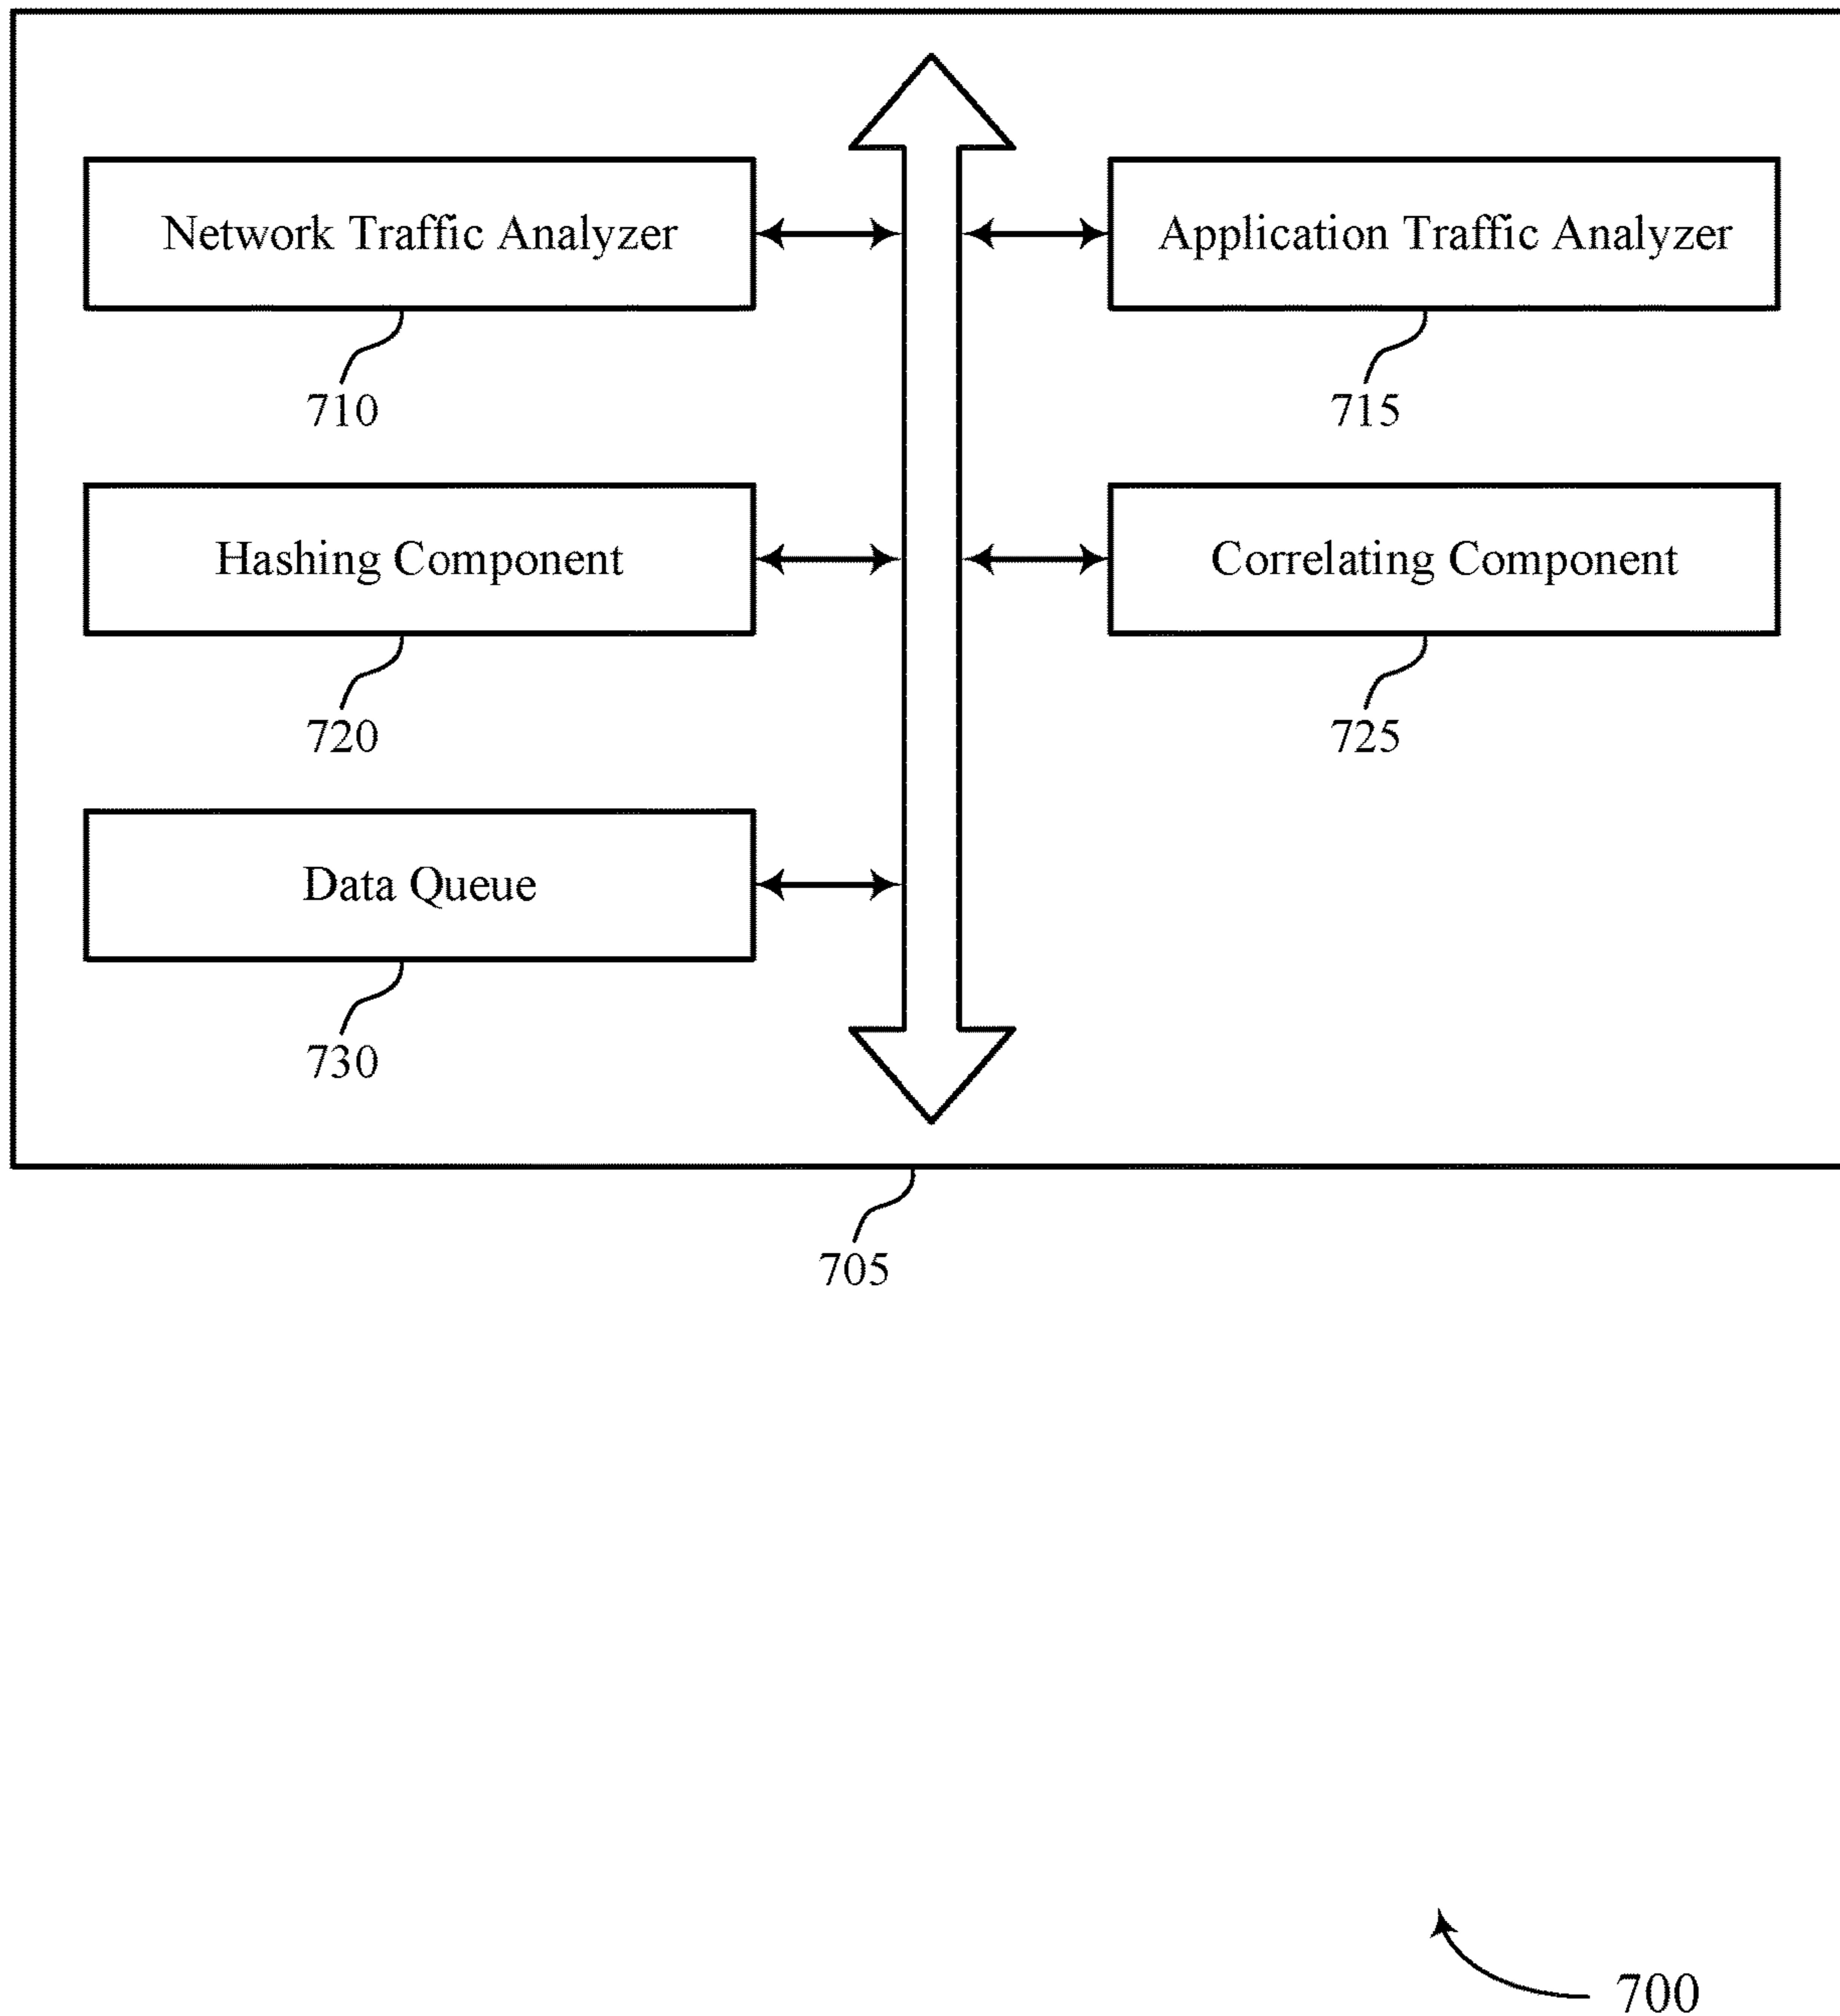 Network Traffic Analyzer
Application Traffic Analyzer
710
715
Hashing Component
Correlating Component
720
725
Data Queue
730
705
700